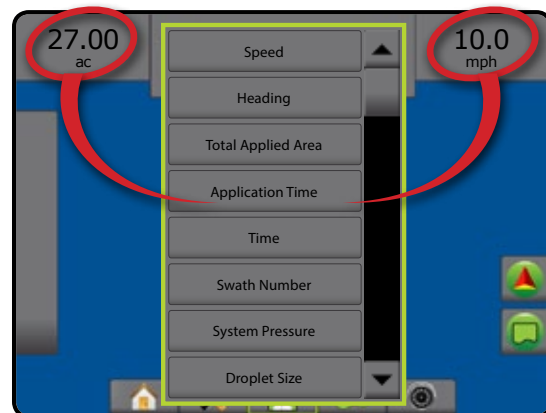 27.00
ac
10.0
mph
Speed
Heading
Total Applied Area
Application Time
Time
Swath Number
System Pressure
Droplet Size